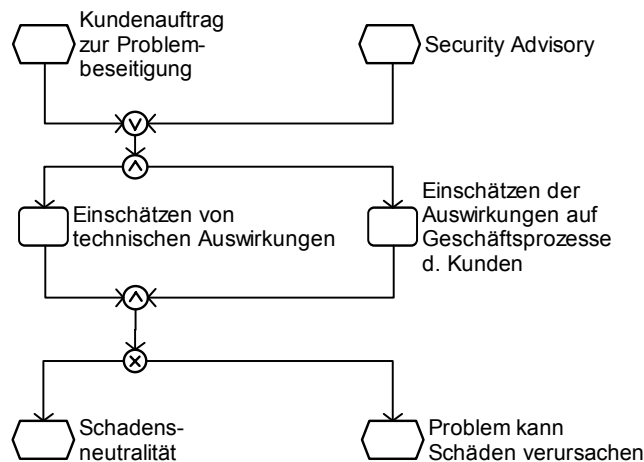 Kundenauftrag
zur Problem-
beseitigung
Security Advisory
Einschätzen von
technischen Auswirkungen
Einschätzen der
Auswirkungen auf
Geschäftsprozesse
d. Kunden
Schadens-
neutralität
Problem kann
Schäden verursachen